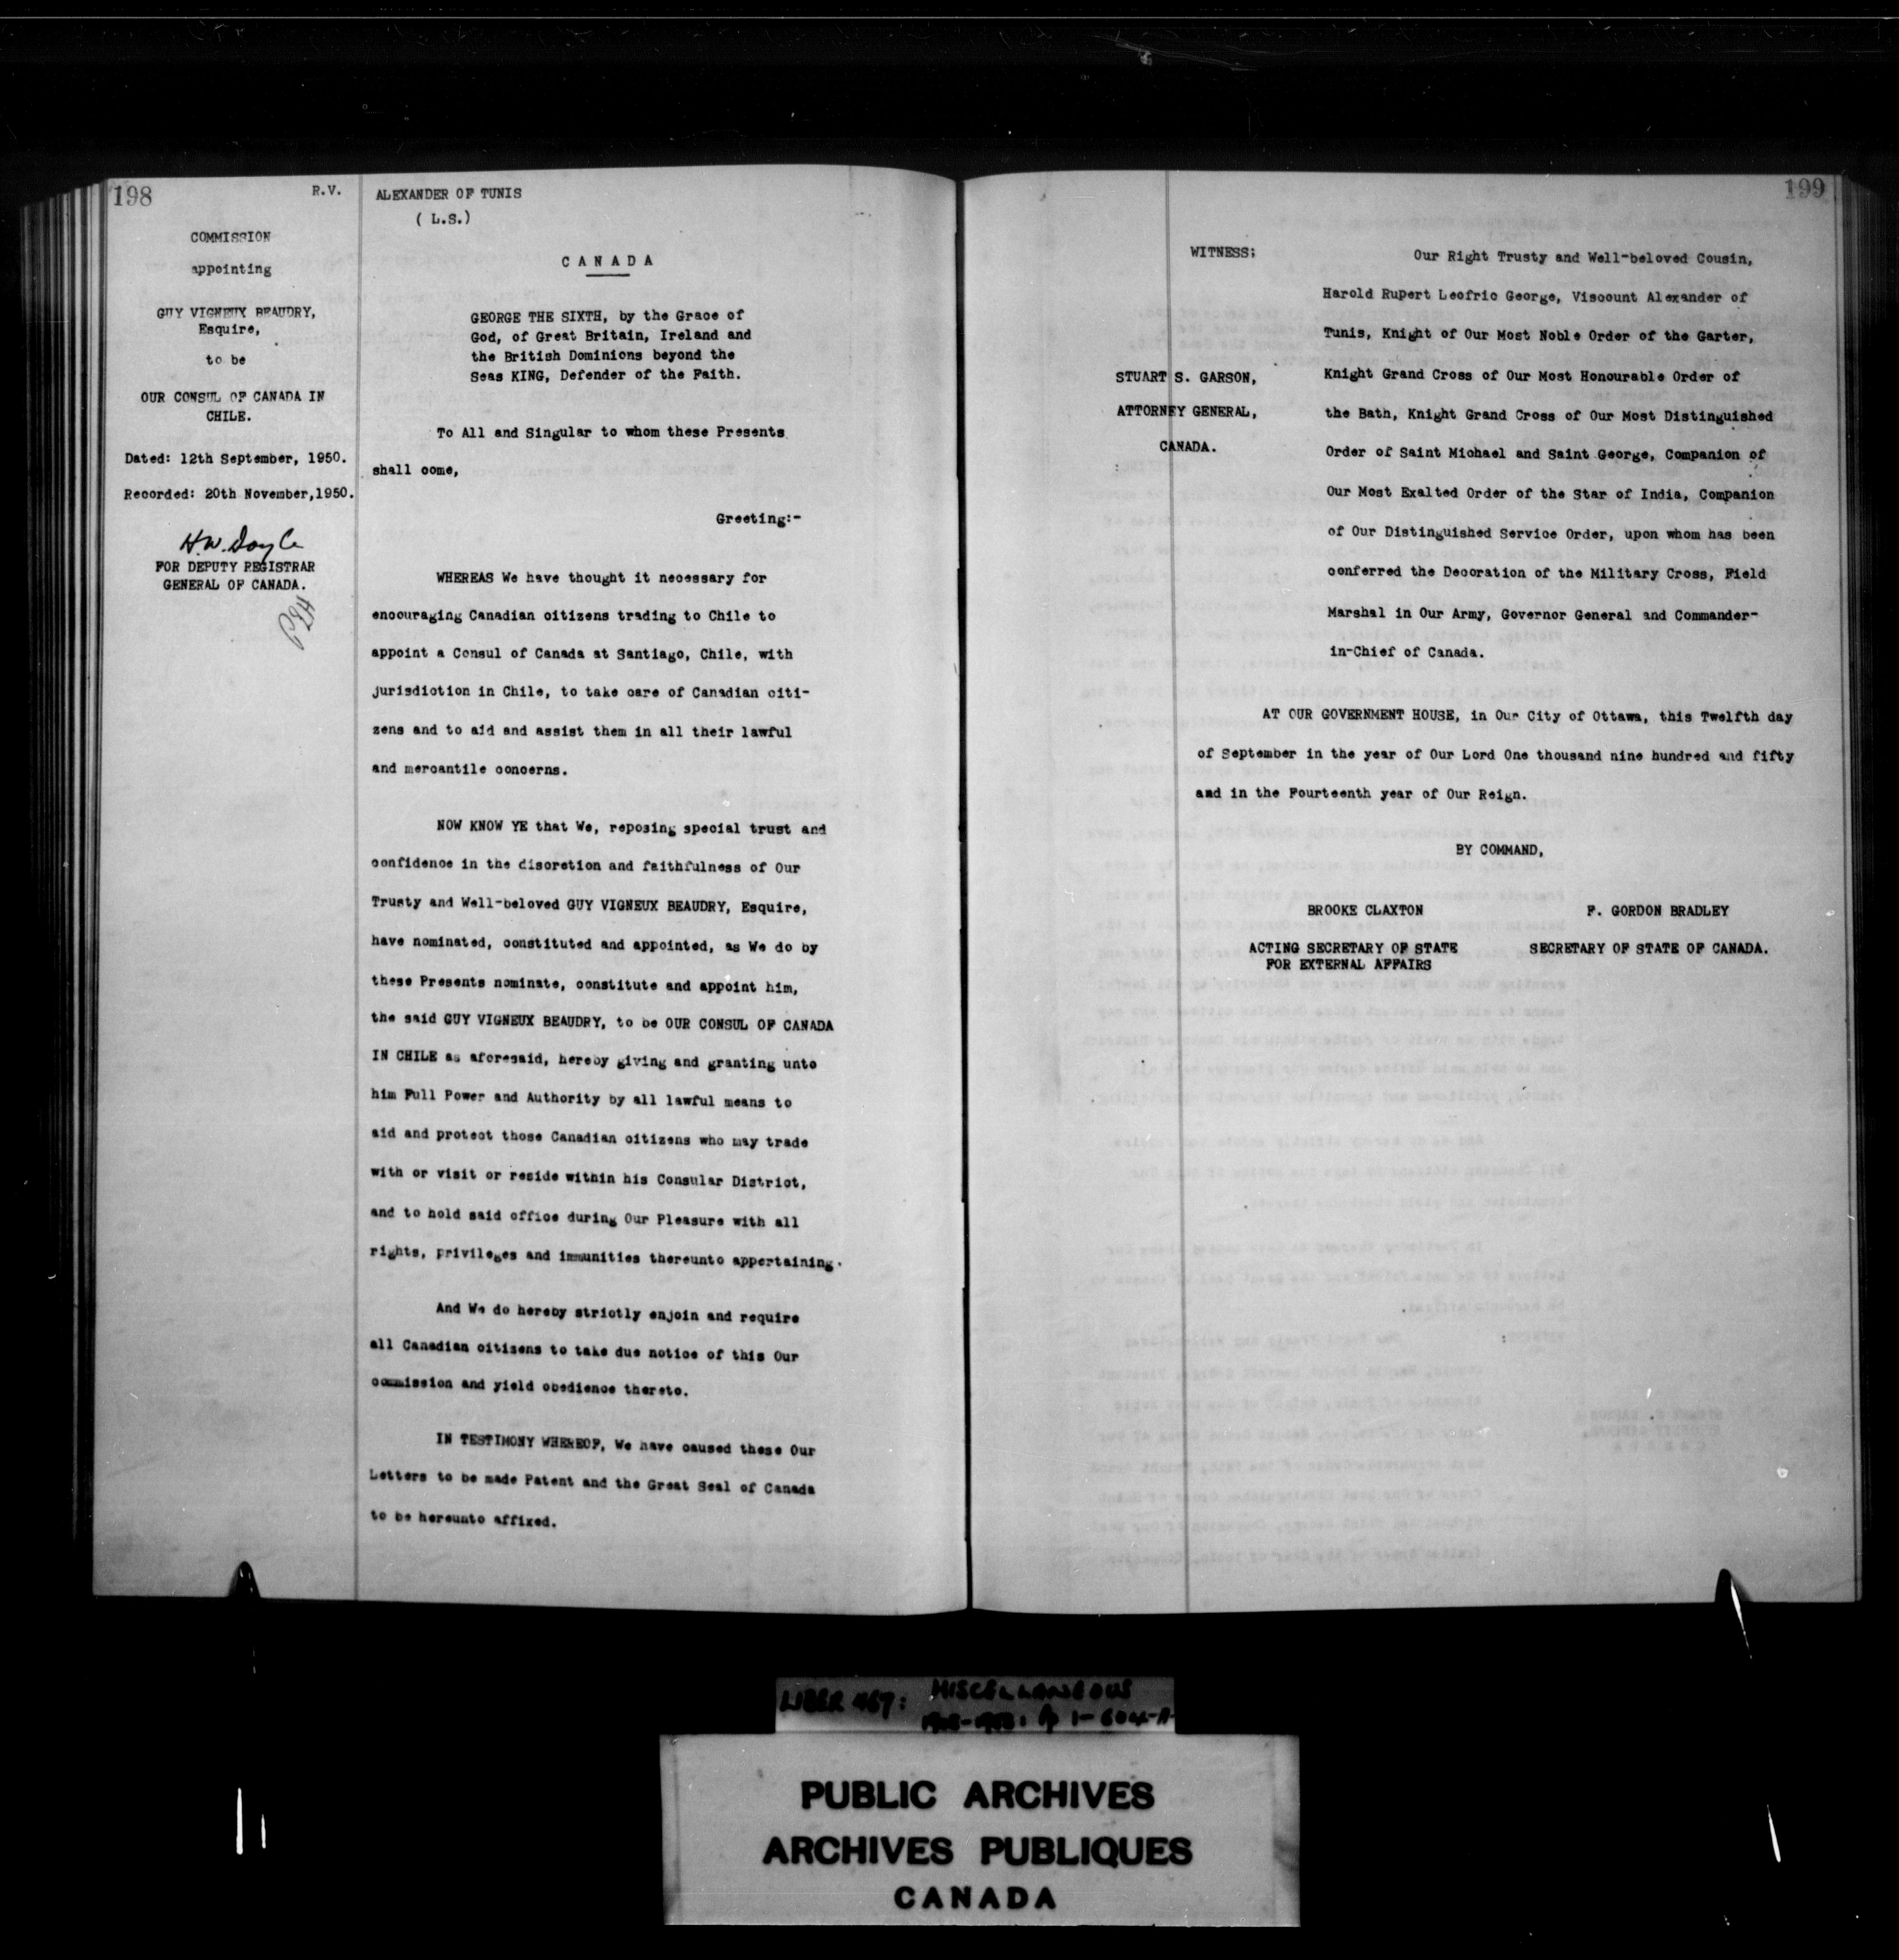 198
R.V.
COMMISSION
appointing
GUY VIGNEUX BEAUDRY,
Esquire,
to be
OUR CONSUL OF CANADA IN
CHILE.
Dated: 12th September, 1950.
Recorded: 20th November,1950.
H.W. Doyle
FOR DEPUTY REGISTRAR
GENERAL OF CANADA.
ALEXANDER OF TUNIS
( L.S.)
C A N A D A
GEORGE THE SIXTH, by the Grace of
God, of Great Britain, Ireland and
the British Dominions beyond the
Seas KING, Defender of the Faith.
To All and Singular to whom these Presents
shall come,
Greeting:-
WHEREAS We have thought it necessary for
encouraging Canadian citizens trading to Chile to
appoint a Consul of Canada at Santiago, Chile, with
jurisdiction in Chile, to take care of Canadian citi-
zens and to aid and assist them in all their lawful
and mercantile concerns.
NOW KNOW YE that We, reposing special trust and
confidence in the discretion and faithfulness of Our
Trusty and Well-beloved GUY VIGNEUX BEAUDRY, Esquire,
have nominated, constituted and appointed, as We do by
these Presents nominate, constitute and appoint him,
the said GUY VIGNEUX BEAUDRY, to be OUR CONSUL OF CANADA
IN CHILE as aforesaid, hereby giving and granting unto
him Full Power and Authority by all lawful means to
aid and protect those Canadian citizens who may trade
with or visit or reside within his Consular District,
and to hold said office during Our Pleasure with all
rights, privileges and immunities thereunto appertaining.
And We do hereby strictly enjoin and require
all Canadian citizens to take due notice of this Our
commission and yield obedience thereto.
IN TESTIMONY WHEREOF, We have caused these Our
Letters to be made Patent and the Great Seal of Canada
to be hereunto affixed.
199
WITNESS:
STUART S. GARSON,
ATTORNEY GENERAL,
CANADA.
Our Right Trusty and Well-beloved Cousin,
Harold Rupert Leofric George, Viscount Alexander of
Tunis, Knight of Our Most Noble Order of the Garter,
Knight Grand Cross of Our Most Honourable Order of
the Bath, Knight Grand Cross of Our Most Distinguished
Order of Saint Michael and Saint George, Companion of
Our Most Exalted Order of the Star of India, Companion
of Our Distinguished Service Order, upon whom has been
conferred the Decoration of the Military Cross, Field
Marshal in Our Army, Governor General and Commander-
in-Chief of Canada.
AT OUR GOVERNMENT HOUSE, in Our City of Ottawa, this Twelfth day
of September in the year of Our Lord One thousand nine hundred and fifty
and in the Fourteenth year of Our Reign.
BY COMMAND,
BROOKE CLAXTON
ACTING SECRETARY OF STATE
FOR EXTERNAL AFFAIRS
F. GORDON BRADLEY
SECRETARY OF STATE OF CANADA.
LIBER 467: MISCELLANEOUS
1-604-A
PUBLIC ARCHIVES
ARCHIVES PUBLIQUES
CANADA